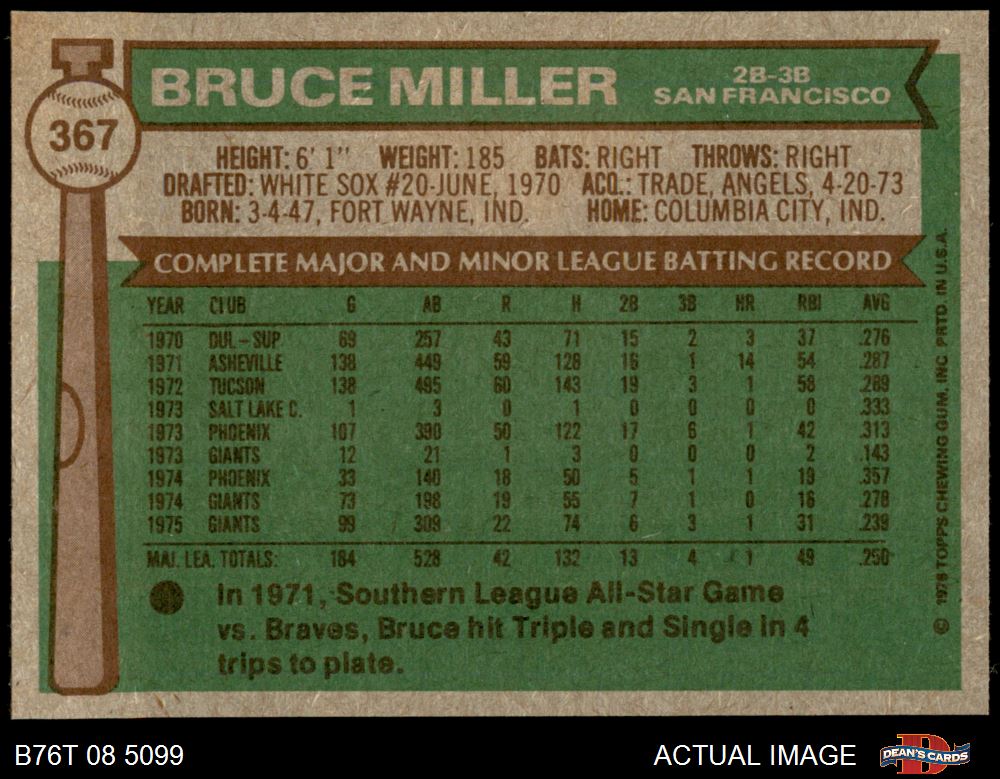 367
BRUCE MILLER
2B-3B
SAN FRANCISCO
HEIGHT: 6' 1" WEIGHT: 185 BATS: RIGHT THROWS: RIGHT
DRAFTED: WHITE SOX #20-JUNE, 1970 ACQ.: TRADE, ANGELS, 4-20-73
BORN: 3-4-47, FORT WAYNE, IND. HOME: COLUMBIA CITY, IND.
COMPLETE MAJOR AND MINOR LEAGUE BATTING RECORD
YEAR CLUB G AB R H 2B 3B HR RBI AVG
1970 DUL-SUP. 69 257 43 71 15 2 3 37 .276
1971 ASHEVILLE 138 449 59 128 16 1 14 54 .287
1972 TUCSON 138 495 60 143 19 3 1 58 .289
1973 SALT LAKE C. 1 3 0 1 0 0 0 0 .333
1973 PHOENIX 107 390 50 122 17 6 1 42 .313
1973 GIANTS 12 21 1 3 0 0 0 2 .143
1974 PHOENIX 33 140 18 50 5 1 1 19 .357
1974 GIANTS 73 198 19 55 7 1 0 16 .278
1975 GIANTS 99 309 22 74 6 3 1 31 .239
MAJ. LEA. TOTALS: 184 528 42 132 13 4 1 49 .250
In 1971, Southern League All-Star Game
vs. Braves, Bruce hit Triple and Single in 4
trips to plate.
© 1976 TOPPS CHEWING GUM, INC. PRTD. IN U.S.A.
B76T 08 5099 ACTUAL IMAGE DEAN'S CARDS